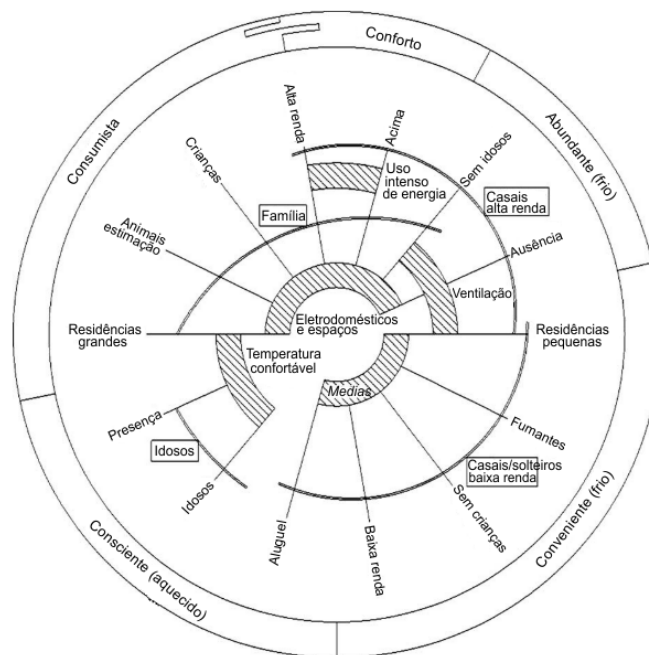 Conforto
Consumista
Abundante (frio)
Alta renda
Acima
Sem idosos
Crianças
Uso
intenso
de energia
Casais
alta renda
Família
Animais
estimação
Ausência
Ventilação
Eletrodomésticos
e espaços
Residências
grandes
Residências
pequenas
Temperatura
confortável
Medias
Presença
Fumantes
Idosos
Casais/solteiros
baixa renda
Idosos
Sem crianças
Aluguel
Baixa renda
Consciente (aquecido)
Conveniente (frio)